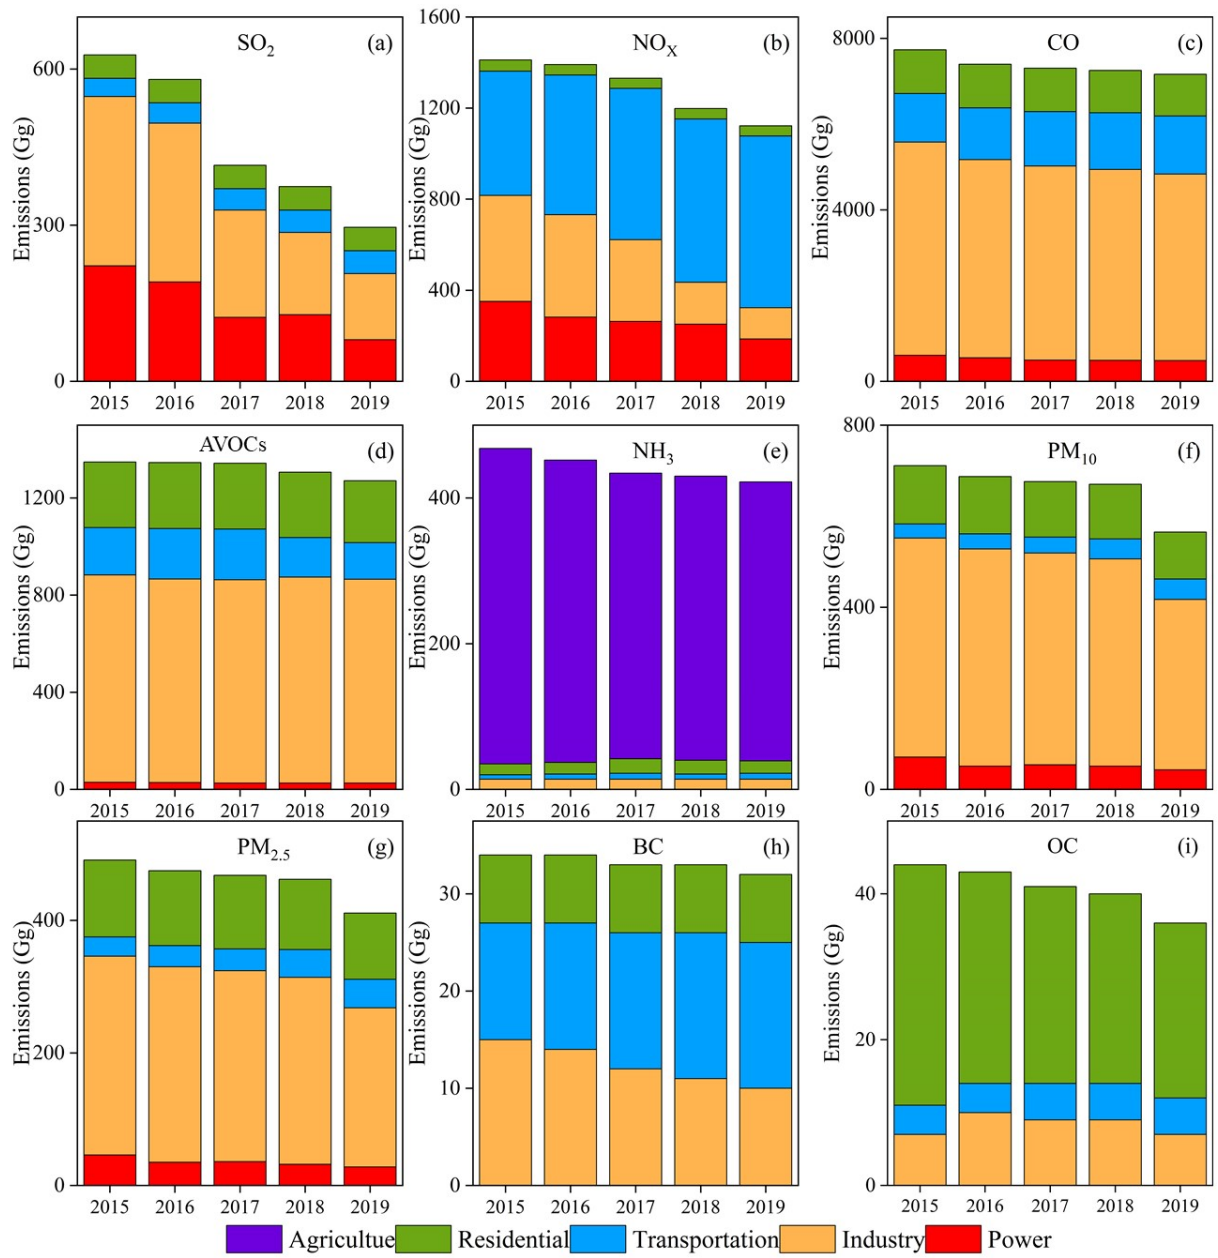 SO2 (a)
Emissions (Gg)
600
300
0
2015 2016 2017 2018 2019
NOX (b)
Emissions (Gg)
1600
1200
800
400
0
2015 2016 2017 2018 2019
CO (c)
Emissions (Gg)
8000
4000
0
2015 2016 2017 2018 2019
AVOCs (d)
Emissions (Gg)
1200
800
400
0
2015 2016 2017 2018 2019
NH3 (e)
Emissions (Gg)
400
200
0
2015 2016 2017 2018 2019
PM10 (f)
Emissions (Gg)
800
400
0
2015 2016 2017 2018 2019
PM2.5 (g)
Emissions (Gg)
400
200
0
2015 2016 2017 2018 2019
BC (h)
Emissions (Gg)
30
20
10
0
2015 2016 2017 2018 2019
OC (i)
Emissions (Gg)
40
20
0
2015 2016 2017 2018 2019
Agricultue Residential Transportation Industry Power